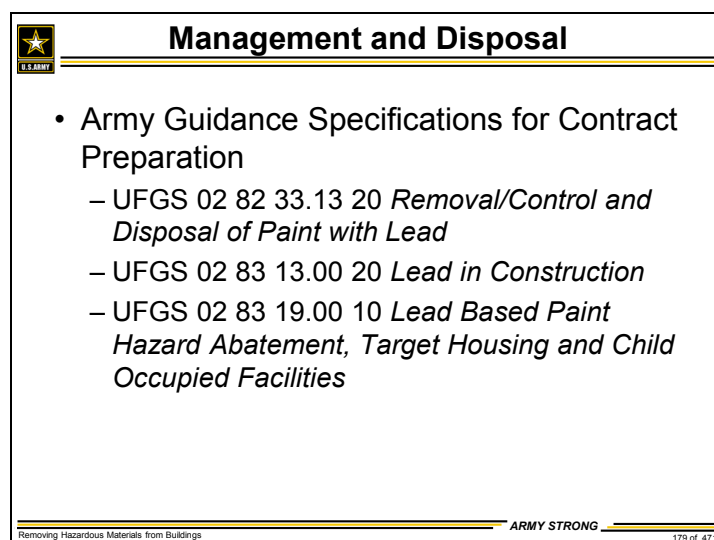 Management and Disposal
U.S.ARMY
• Army Guidance Specifications for Contract
Preparation
– UFGS 02 82 33.13 20 Removal/Control and
Disposal of Paint with Lead
– UFGS 02 83 13.00 20 Lead in Construction
– UFGS 02 83 19.00 10 Lead Based Paint
Hazard Abatement, Target Housing and Child
Occupied Facilities
ARMY STRONG
Removing Hazardous Materials from Buildings
179 of